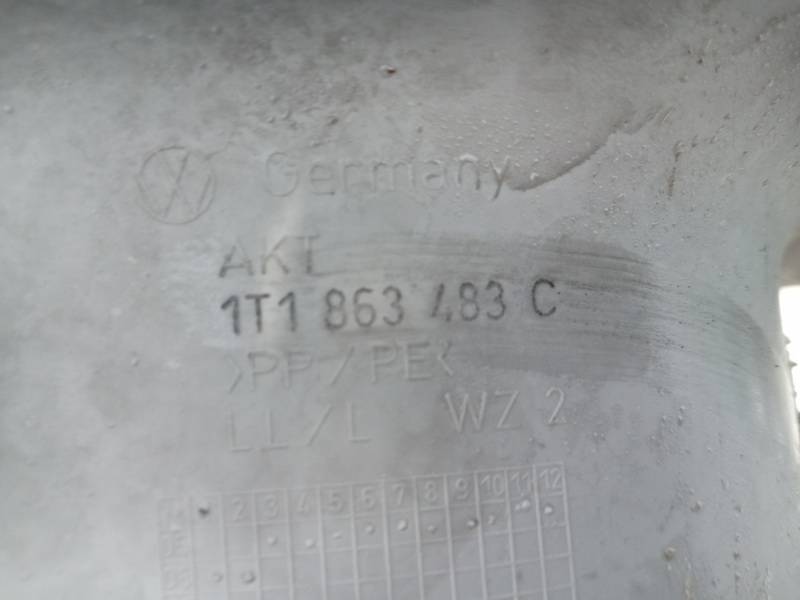 Germany
AKT
1T1 863 483 C
>PP/PE<
LL/L WZ 2
2 3 4 5 6 7 8 9 10 11 12